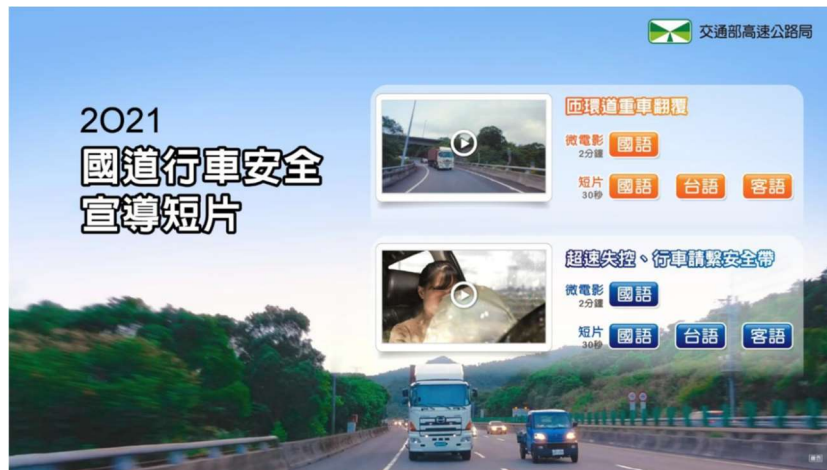 交通部高速公路局
2021
國道行車安全
宣導短片
匝環道重車翻覆
微電影
2分鐘
國語
短片
30秒
國語 台語 客語
超速失控、行車請繫安全帶
微電影
2分鐘
國語
短片
30秒
國語 台語 客語